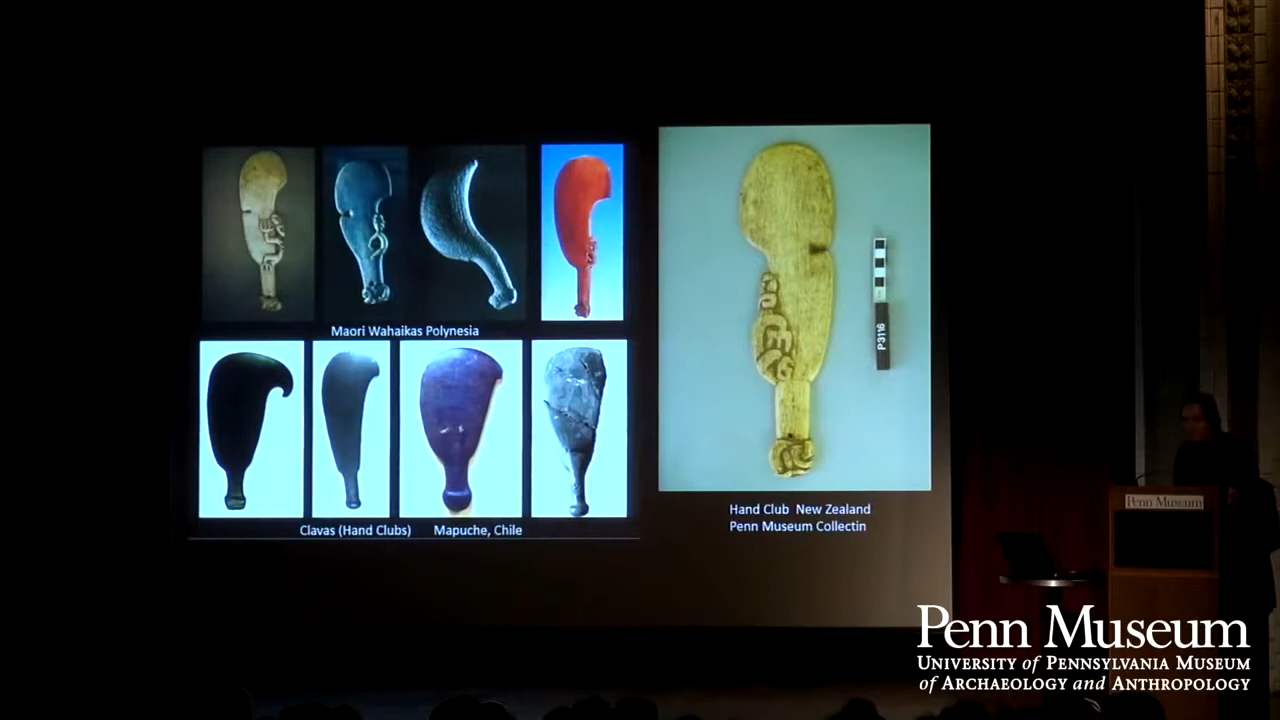 Maori Wahaikas Polynesia
Clavas (Hand Clubs) Mapuche, Chile
P3116
Hand Club New Zealand
Penn Museum Collectin
Penn Museum
Penn Museum
UNIVERSITY of PENNSYLVANIA MUSEUM
of ARCHAEOLOGY and ANTHROPOLOGY